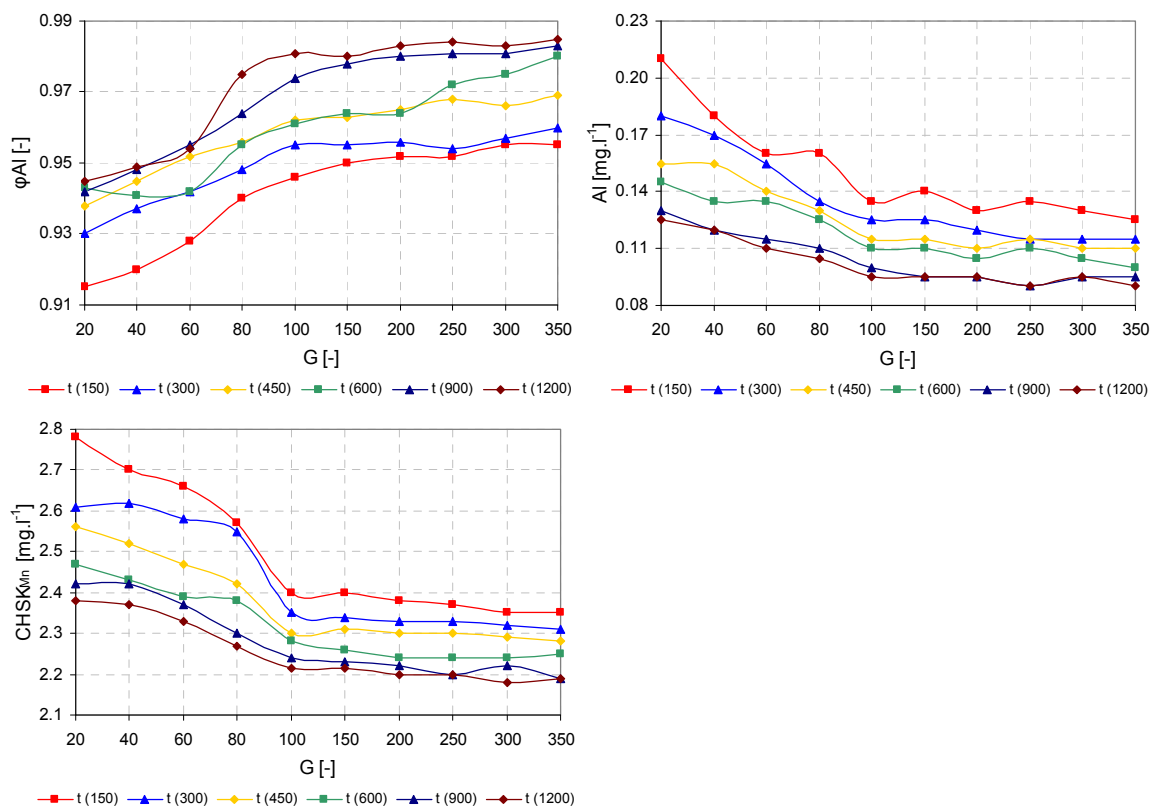 φAl [-]
0.99
0.97
0.95
0.93
0.91
20 40 60 80 100 150 200 250 300 350
G [-]
t (150) t (300) t (450) t (600) t (900) t (1200)
Al [mg.l⁻¹]
0.23
0.20
0.17
0.14
0.11
0.08
20 40 60 80 100 150 200 250 300 350
G [-]
t (150) t (300) t (450) t (600) t (900) t (1200)
CHSKMn [mg.l⁻¹]
2.8
2.7
2.6
2.5
2.4
2.3
2.2
2.1
20 40 60 80 100 150 200 250 300 350
G [-]
t (150) t (300) t (450) t (600) t (900) t (1200)